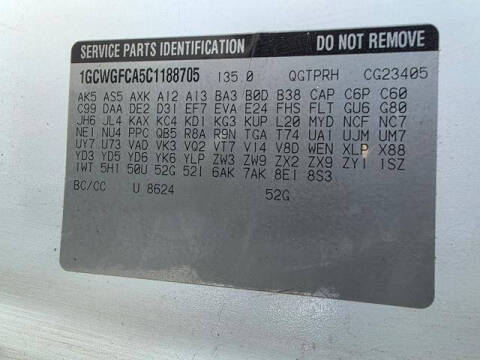 SERVICE PARTS IDENTIFICATION DO NOT REMOVE
1GCWGFCA5C1188705 135.0 QGTPRH CG23405
AK5 AS5 AXK A12 A13 BA3 B0D B38 CAP C6P C60
C99 DAA DE2 D31 EF7 EVA E24 FHS FLT GU6 G80
JH6 JL4 KAX KC4 KDI KG3 KUP L20 MYD NCF NC7
NE1 NU4 PPC QB5 R8A R9N TGA T74 UA1 UJM UM7
UY7 U73 VAD VK3 VQ2 VT7 V14 V8D WEN XLP X88
YD3 YD5 YD6 YK6 YLP ZW3 ZW9 ZX2 ZX9 ZY1 1SZ
1WT 5H1 50U 52G 52I 6AK 7AK 8E1 8S3
BC/CC U 8624 52G